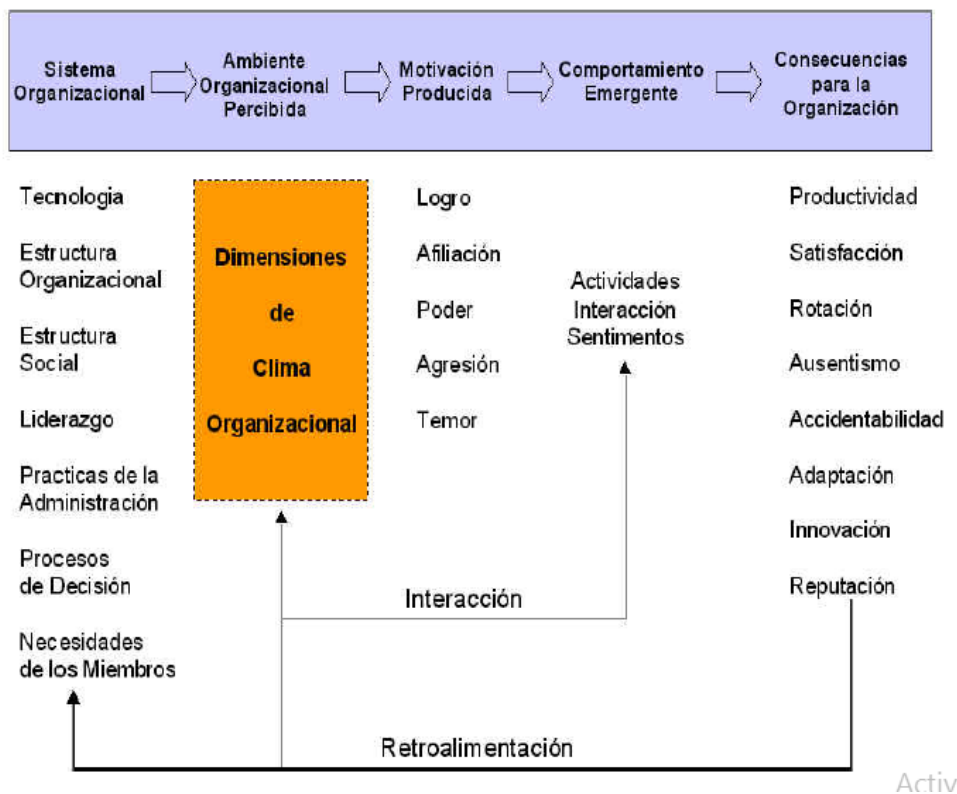 Sistema
Organizacional
Ambiente
Organizacional
Percibida
Motivación
Producida
Comportamiento
Emergente
Consecuencias
para la
Organización
Tecnologia
Estructura
Organizacional
Estructura
Social
Liderazgo
Practicas de la
Administración
Procesos
de Decisión
Necesidades
de los Miembros
Dimensiones
de
Clima
Organizacional
Logro
Afiliación
Poder
Agresión
Temor
Actividades
Interacción
Sentimentos
Productividad
Satisfacción
Rotación
Ausentismo
Accidentabilidad
Adaptación
Innovación
Reputación
Interacción
Retroalimentación
Activ